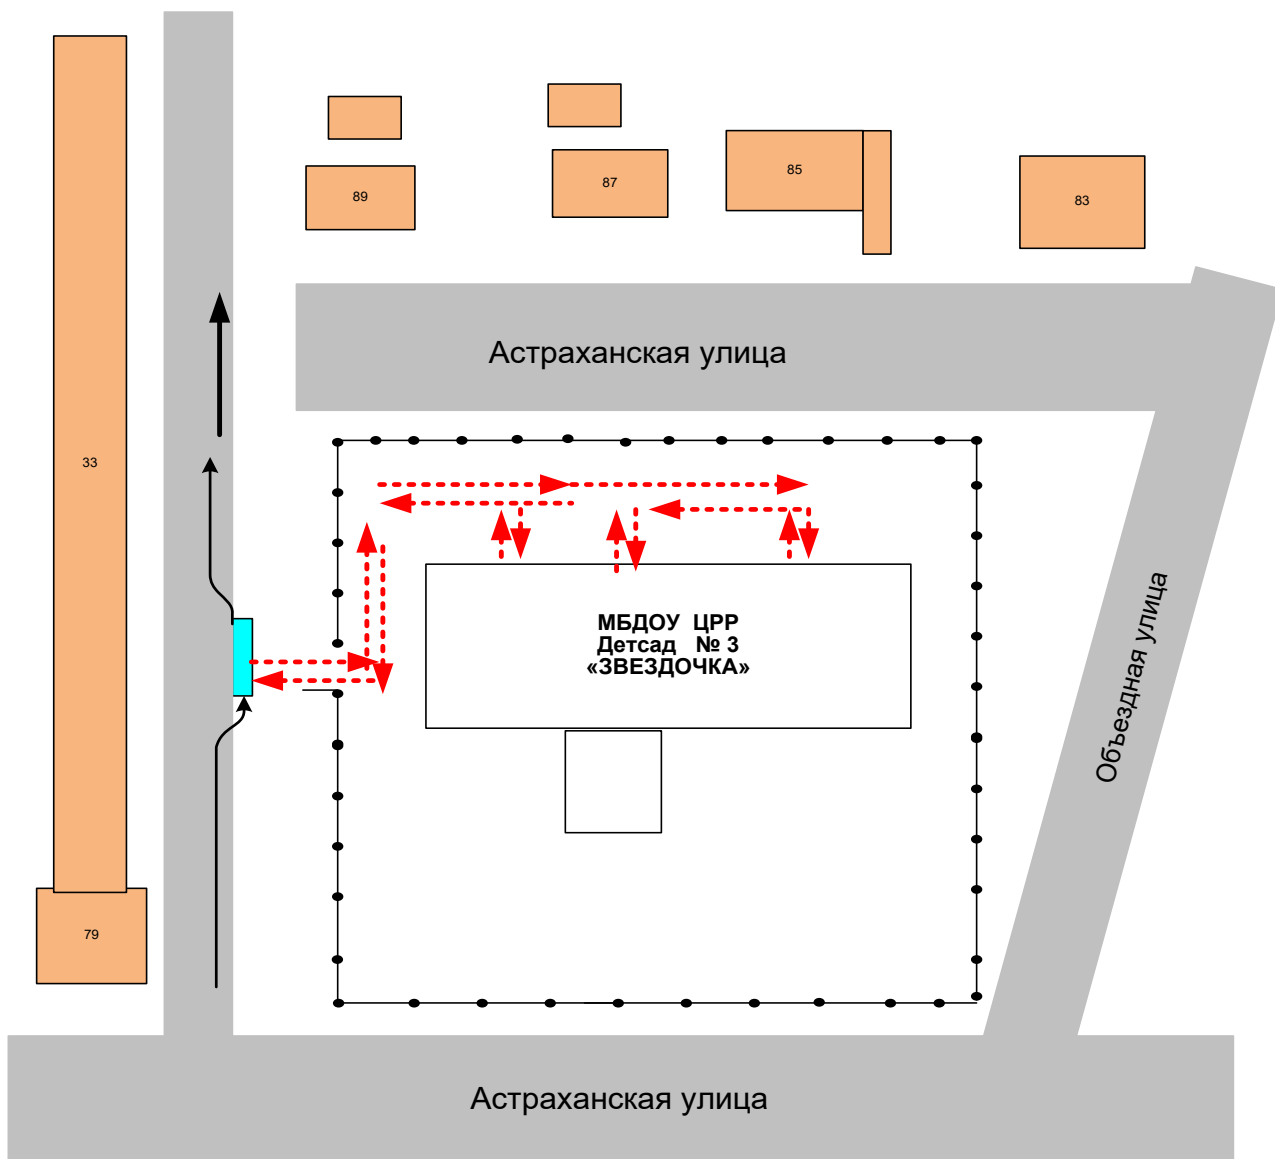 89
87
85
83
Астраханская улица
33
МБДОУ ЦРР
Детсад № 3
«ЗВЕЗДОЧКА»
Объездная улица
79
Астраханская улица